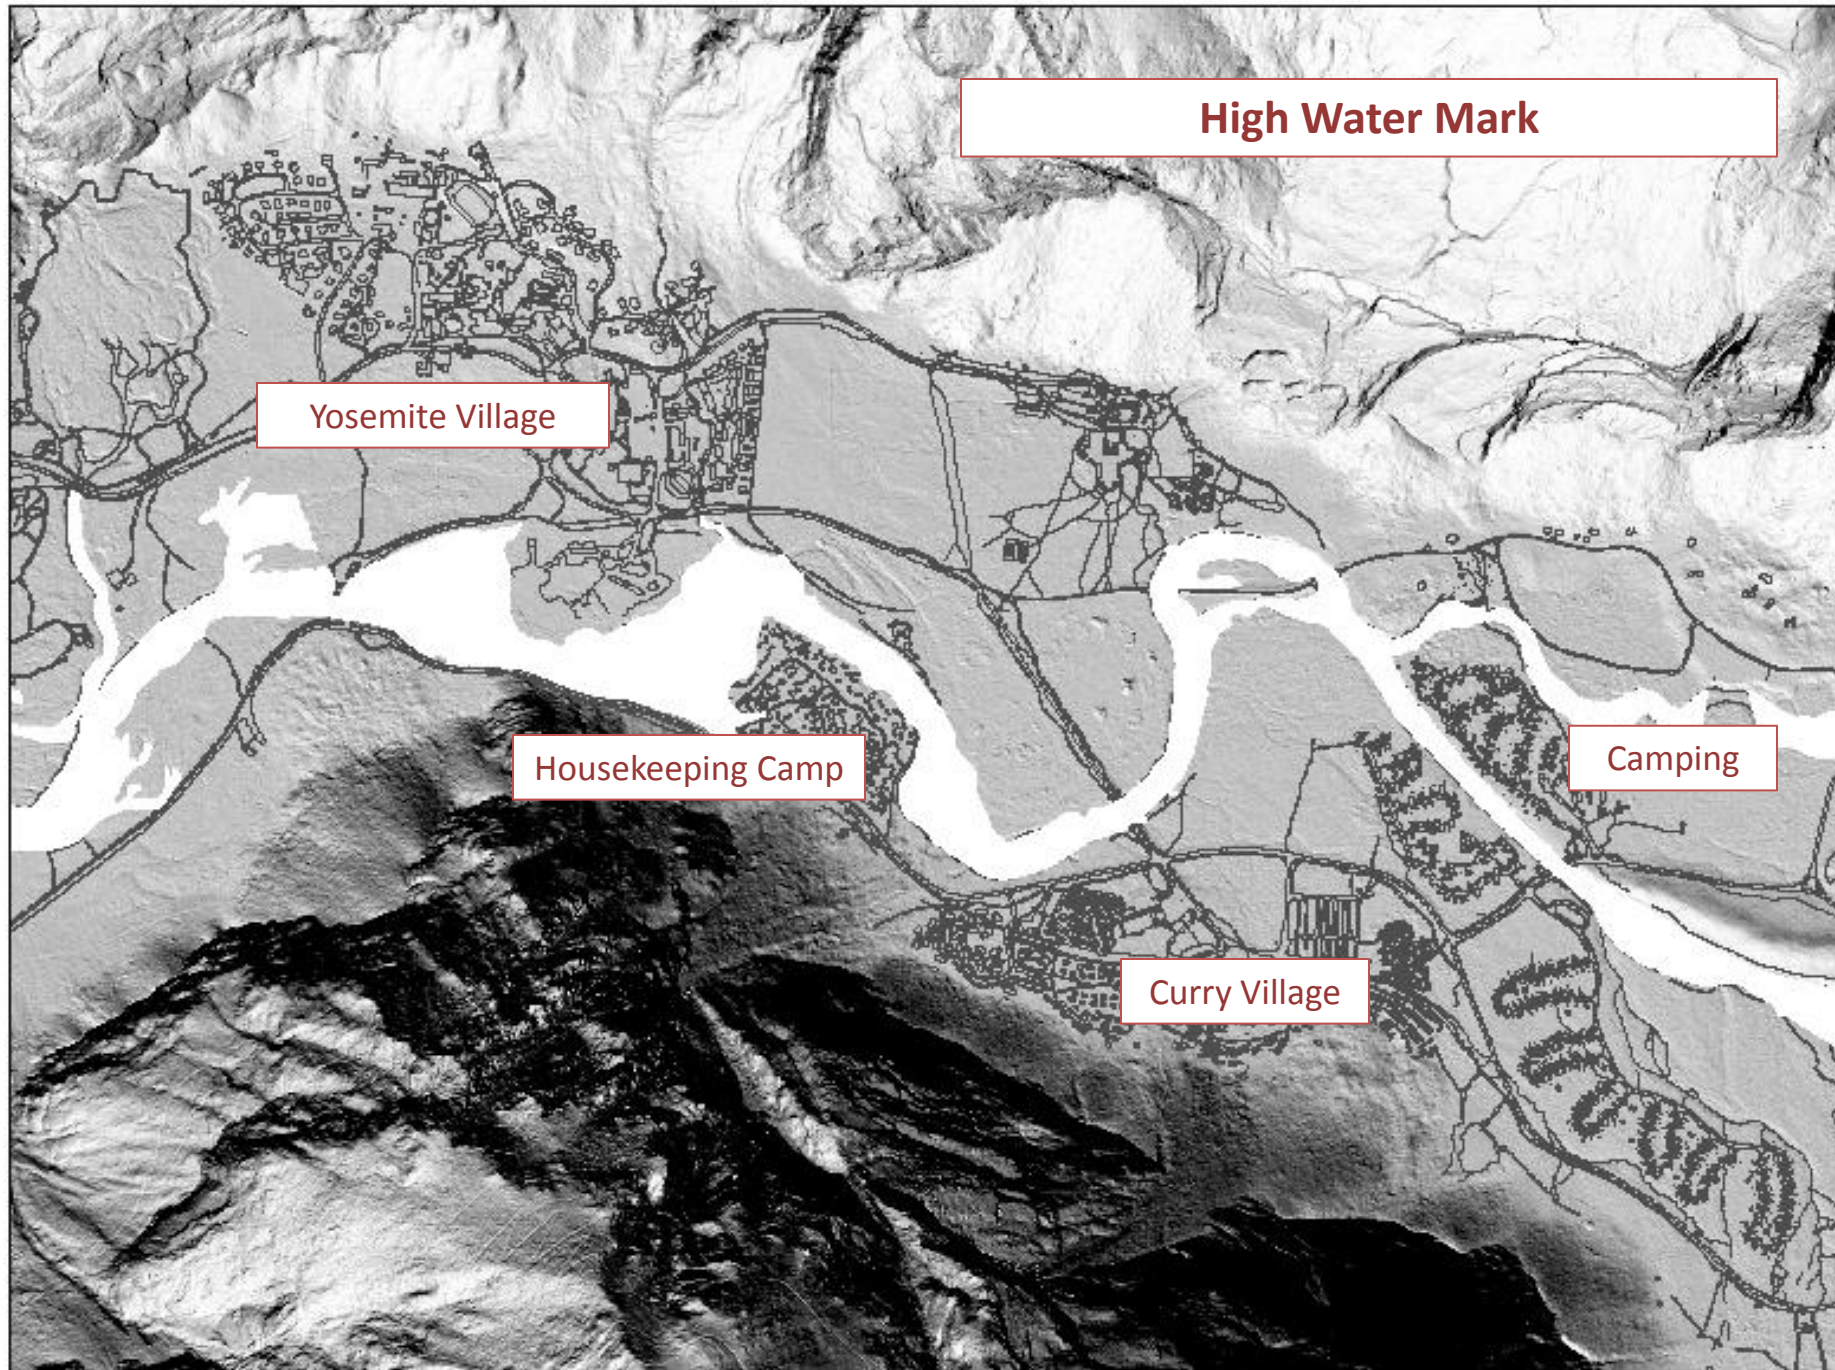 High Water Mark
Yosemite Village
Housekeeping Camp
Camping
Curry Village